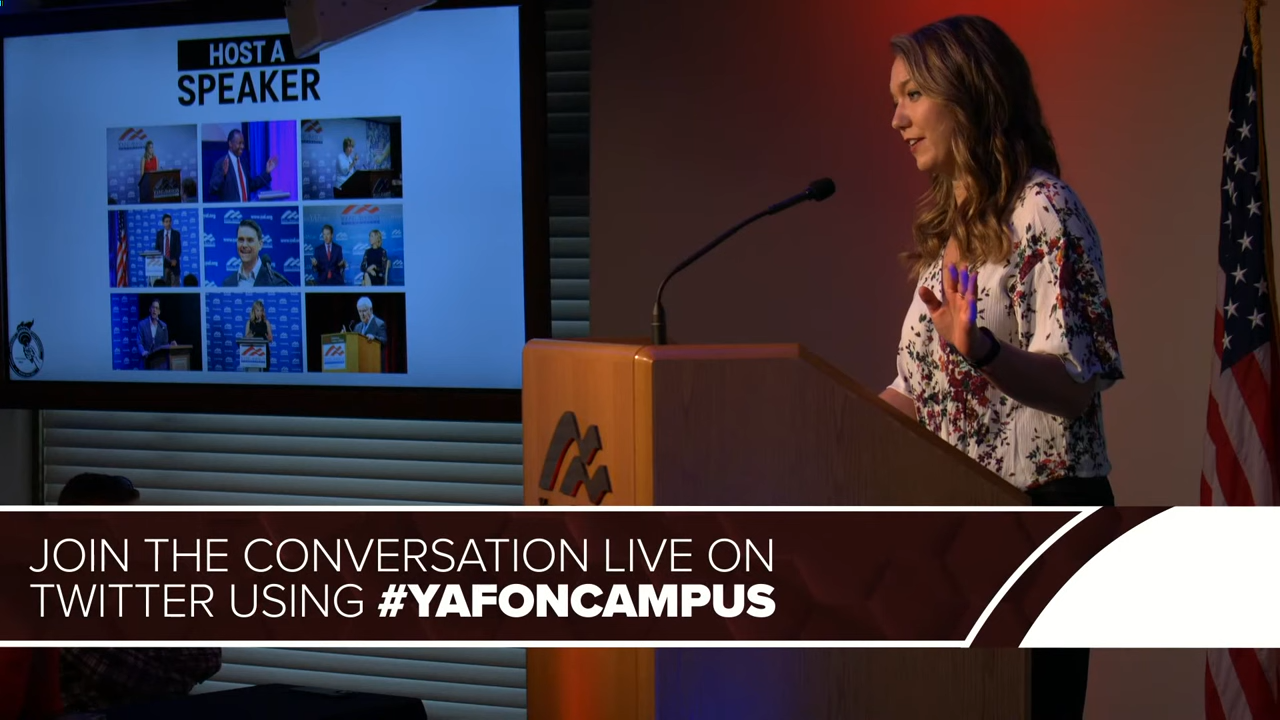 HOST A
SPEAKER
JOIN THE CONVERSATION LIVE ON
TWITTER USING #YAFONCAMPUS